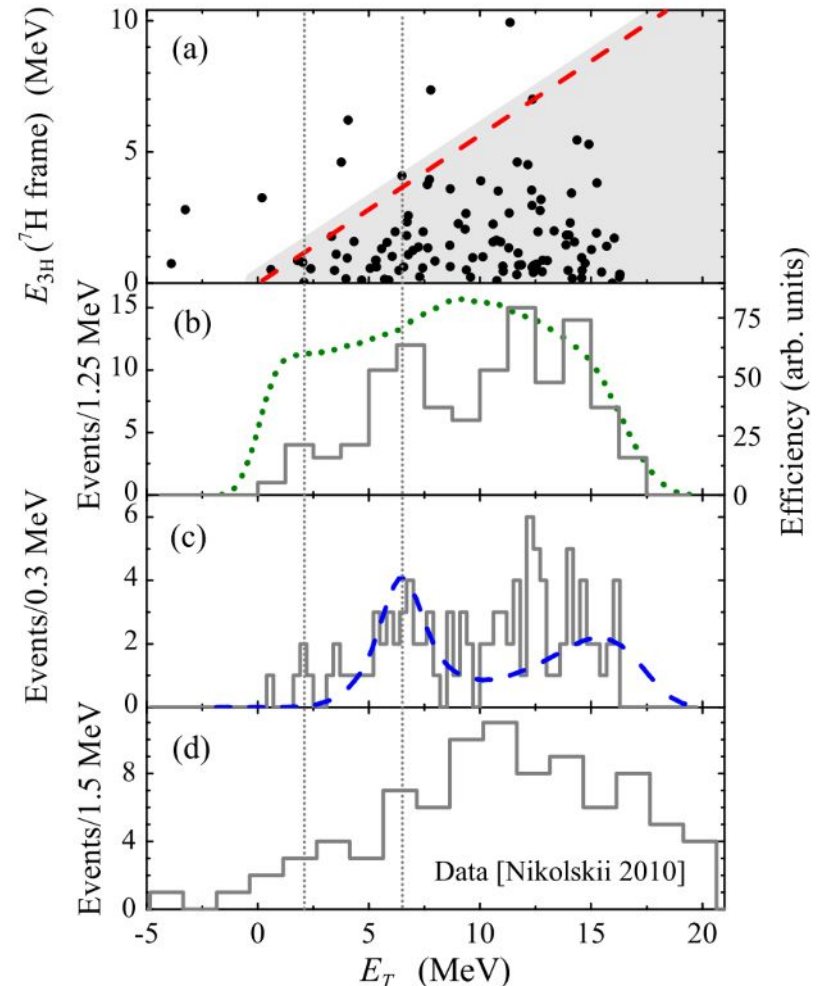 E₃H (⁷H frame) (MeV)
10
5
0
(a)
Events/1.25 MeV
15
10
5
0
(b)
75
50
25
0
Efficiency (arb. units)
Events/0.3 MeV
6
4
2
0
(c)
Events/1.5 MeV
8
4
0
(d)
Data [Nikolskii 2010]
-5 0 5 10 15 20
E_T (MeV)